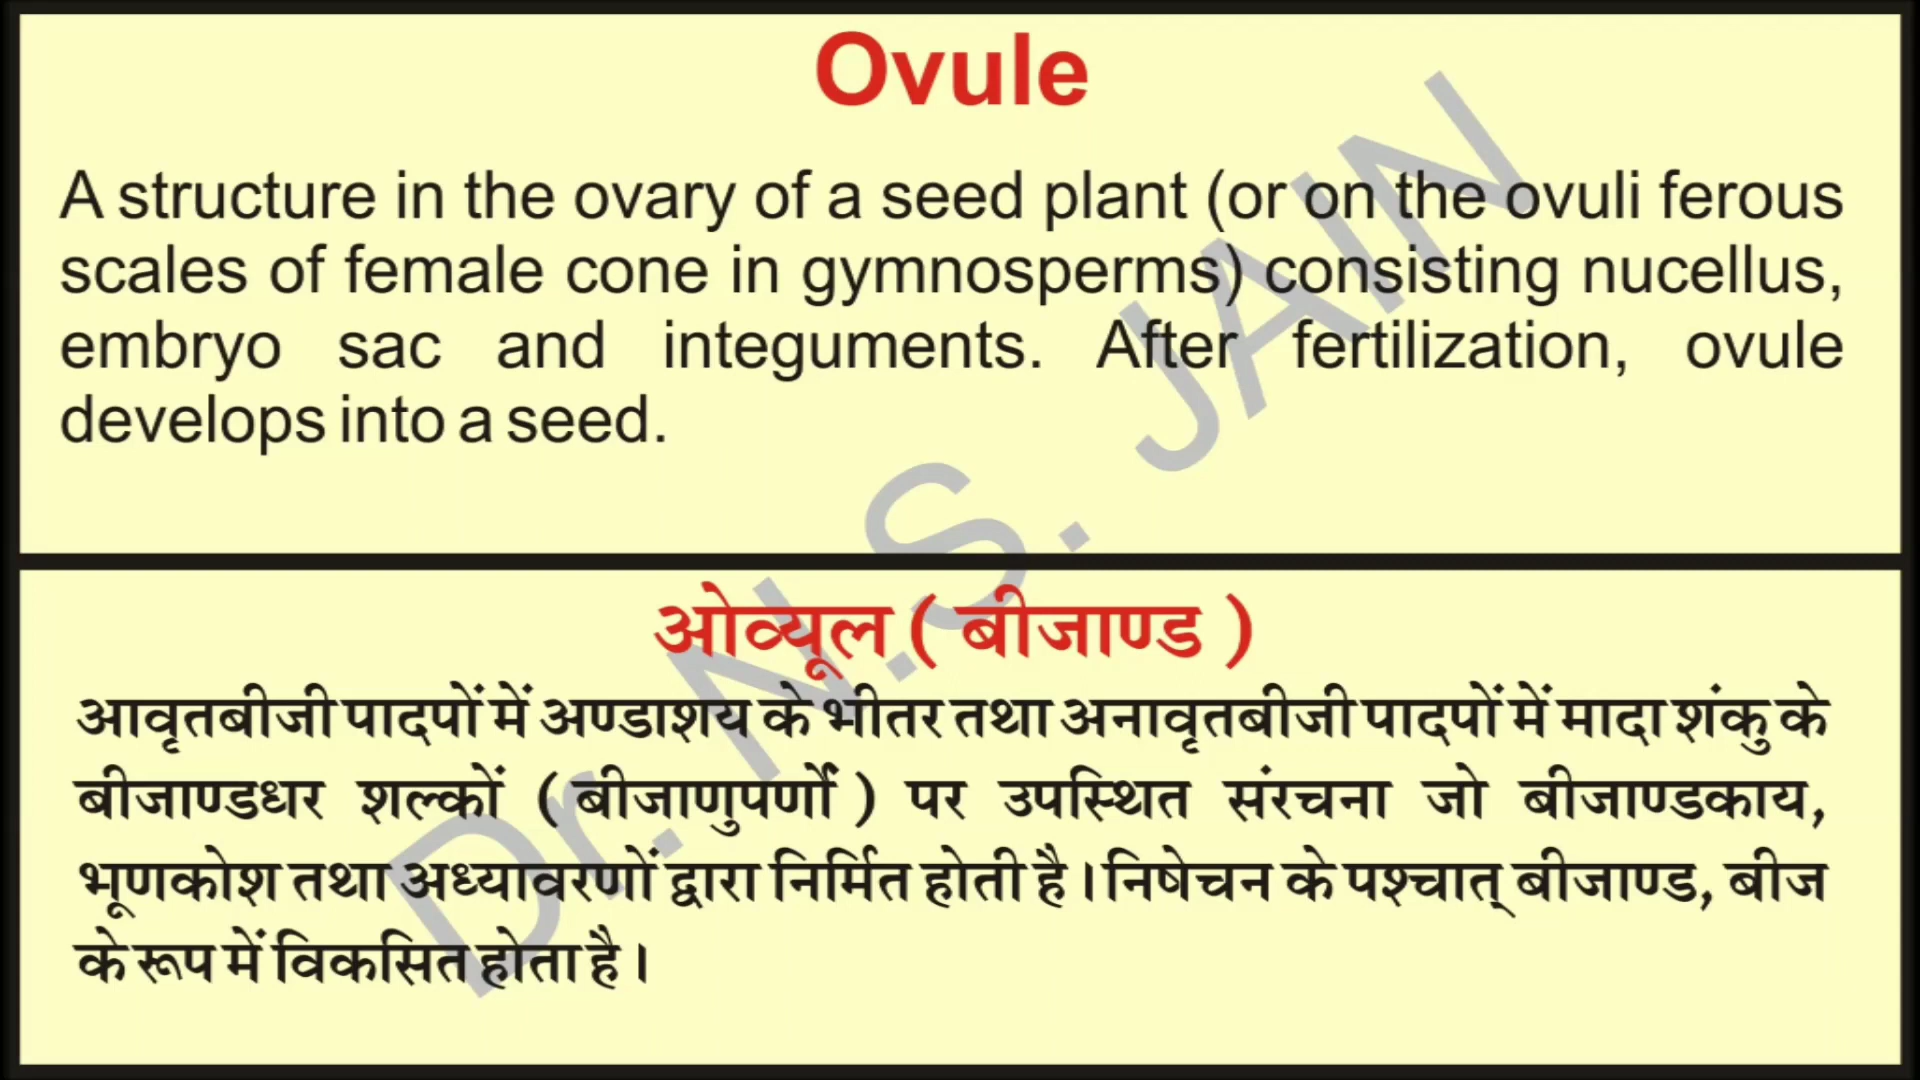 Ovule
A structure in the ovary of a seed plant (or on the ovuli ferous
scales of female cone in gymnosperms) consisting nucellus,
embryo sac and integuments. After fertilization, ovule
develops into a seed.
ओव्यूल ( बीजाण्ड )
आवृतबीजी पादपों में अण्डाशय के भीतर तथा अनावृतबीजी पादपों में मादा शंकु के
बीजाण्डधर शल्कों ( बीजाणुपर्णों ) पर उपस्थित संरचना जो बीजाण्डकाय,
भूणकोश तथा अध्यावरणों द्वारा निर्मित होती है। निषेचन के पश्चात् बीजाण्ड, बीज
के रूप में विकसित होता है।
Dr. N.S. JAIN